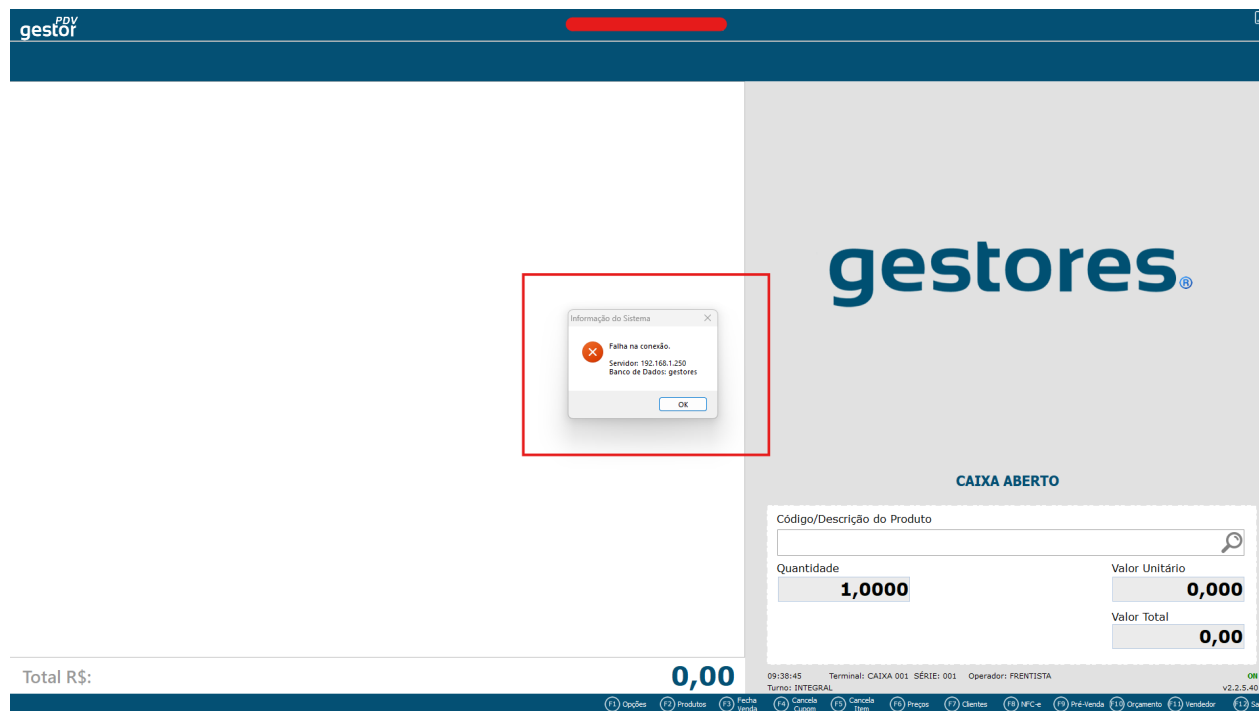 PDV
gestor
Informação do Sistema
Falha na conexão.
Servidor: 192.168.1.250
Banco de Dados: gestores
OK
gestores®
CAIXA ABERTO
Código/Descrição do Produto
Quantidade
Valor Unitário
1,0000
0,000
Valor Total
0,00
Total R$:
0,00
09:38:45 Terminal: CAIXA 001 SÉRIE: 001 Operador: FRENTISTA ON
Turno: INTEGRAL v2.2.5.40
F1 Opções F2 Produtos F3 Fecha Venda F4 Cancela Cupom F5 Cancela Item F6 Preços F7 Clientes F8 NFC-e F9 Pré-Venda F10 Orçamento F11 Vendedor F12